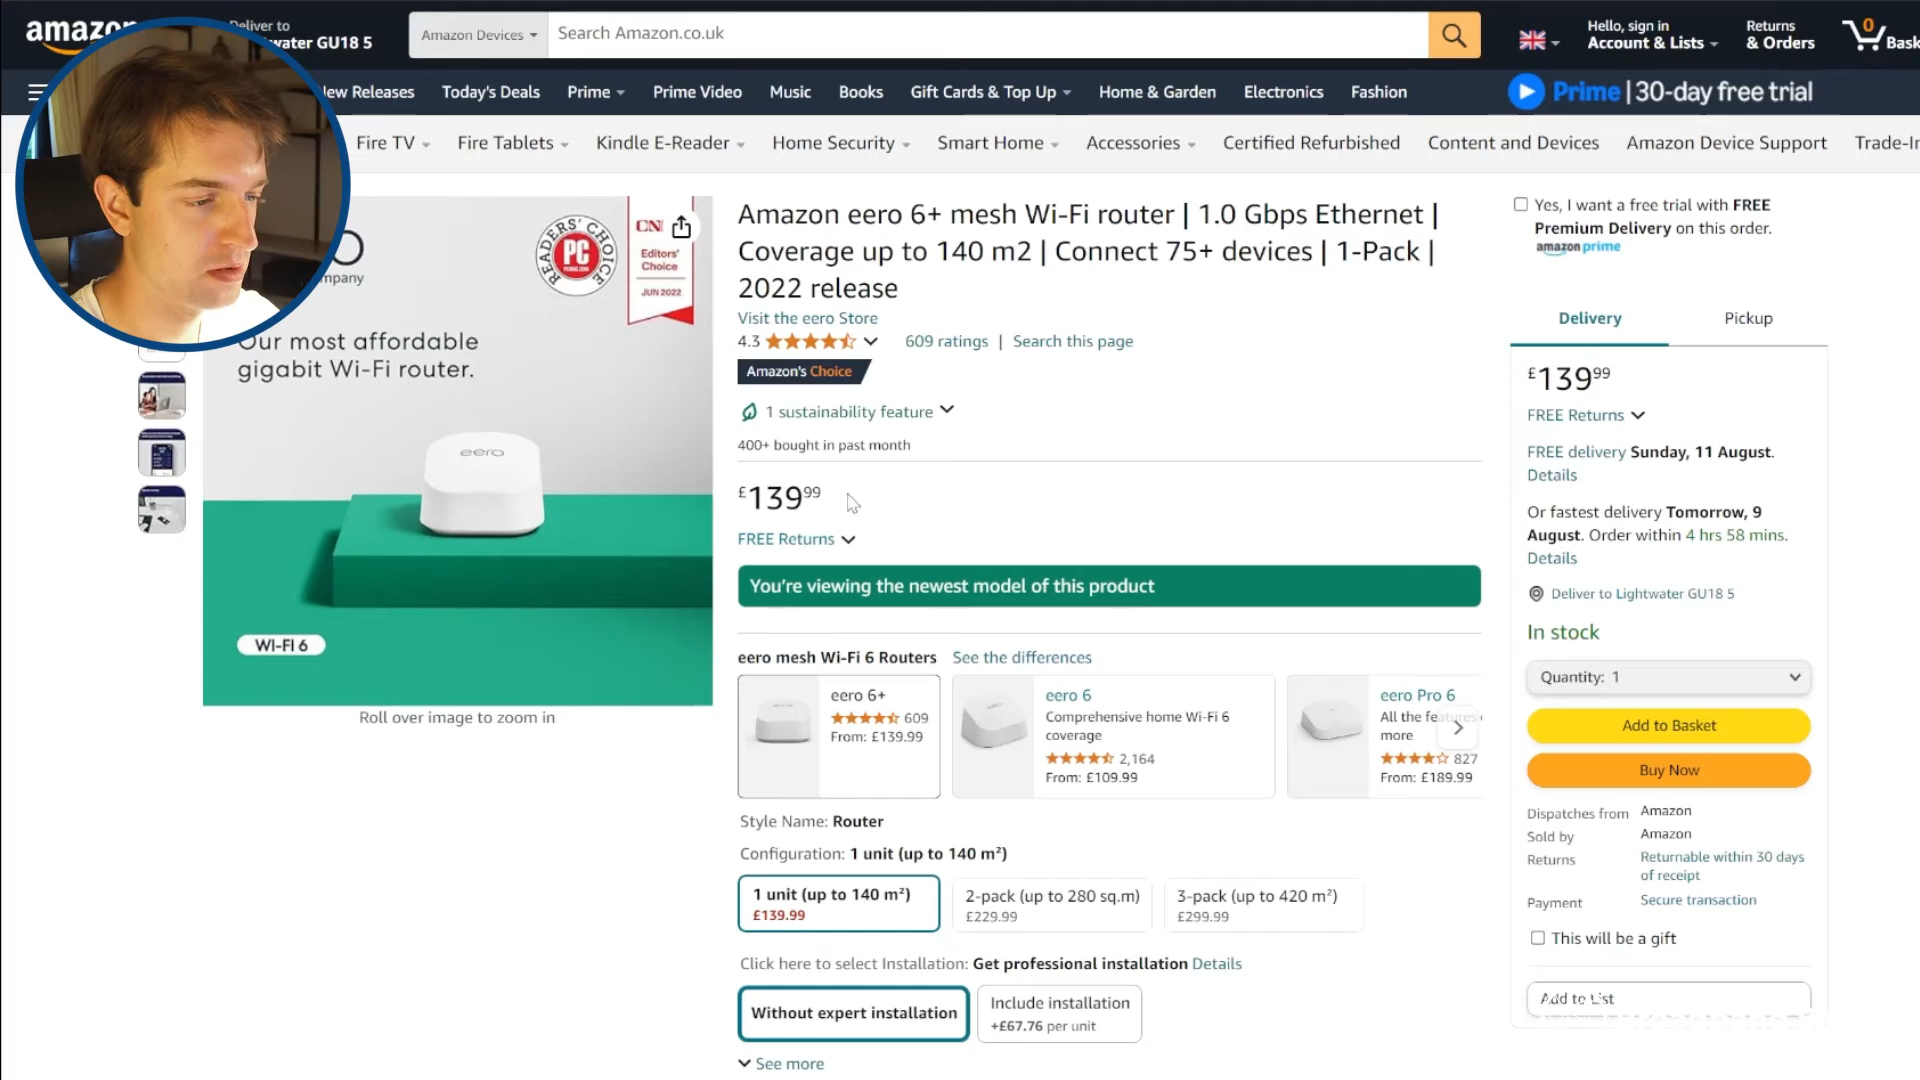 amazon
Deliver to
GU18 5
Amazon Devices
Search Amazon.co.uk
Hello, sign in
Account & Lists
Returns
& Orders
0
Bask
New Releases
Today's Deals
Prime
Prime Video
Music
Books
Gift Cards & Top Up
Home & Garden
Electronics
Fashion
Prime | 30-day free trial
Fire TV
Fire Tablets
Kindle E-Reader
Home Security
Smart Home
Accessories
Certified Refurbished
Content and Devices
Amazon Device Support
Trade-In
READERS' CHOICE
PC
Editors'
Choice
JUN 2022
Our most affordable
gigabit Wi-Fi router.
eero
WI-FI 6
Roll over image to zoom in
Amazon eero 6+ mesh Wi-Fi router | 1.0 Gbps Ethernet |
Coverage up to 140 m2 | Connect 75+ devices | 1-Pack |
2022 release
Visit the eero Store
4.3
609 ratings | Search this page
Amazon's Choice
1 sustainability feature
400+ bought in past month
£139.99
FREE Returns
You're viewing the newest model of this product
eero mesh Wi-Fi 6 Routers See the differences
eero 6+
609
From: £139.99
eero 6
Comprehensive home Wi-Fi 6
coverage
2,164
From: £109.99
eero Pro 6
All the features
more
827
From: £189.99
Style Name: Router
Configuration: 1 unit (up to 140 m²)
1 unit (up to 140 m²)
£139.99
2-pack (up to 280 sq.m)
£229.99
3-pack (up to 420 m²)
£299.99
Click here to select Installation: Get professional installation Details
Without expert installation
Include installation
+£67.76 per unit
See more
Yes, I want a free trial with FREE
Premium Delivery on this order.
amazon prime
Delivery
Pickup
£139.99
FREE Returns
FREE delivery Sunday, 11 August.
Details
Or fastest delivery Tomorrow, 9
August. Order within 4 hrs 58 mins.
Details
Deliver to Lightwater GU18 5
In stock
Quantity: 1
Add to Basket
Buy Now
Dispatches from Amazon
Sold by Amazon
Returns Returnable within 30 days
of receipt
Payment Secure transaction
This will be a gift
Add to List